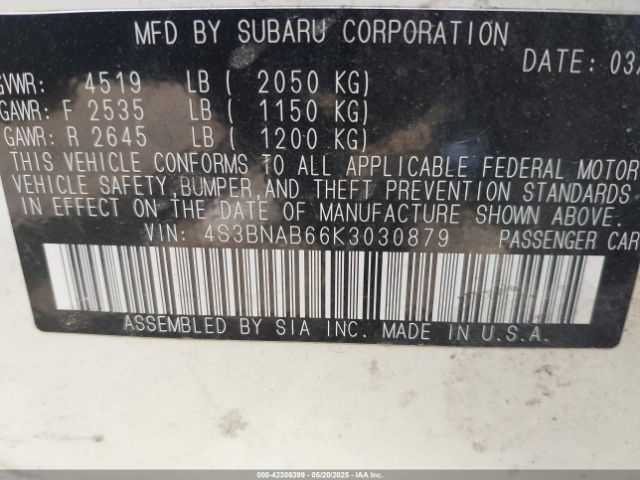 MFD BY SUBARU CORPORATION
DATE: 03/
GVWR: 4519 LB ( 2050 KG)
GAWR: F 2535 LB ( 1150 KG)
GAWR: R 2645 LB ( 1200 KG)
THIS VEHICLE CONFORMS TO ALL APPLICABLE FEDERAL MOTOR
VEHICLE SAFETY, BUMPER, AND THEFT PREVENTION STANDARDS
IN EFFECT ON THE DATE OF MANUFACTURE SHOWN ABOVE.
VIN: 4S3BNAB66K3030879 PASSENGER CAR
ASSEMBLED BY SIA INC. MADE IN U.S.A.
000-42306399 - 05/20/2025 - IAAI.COM